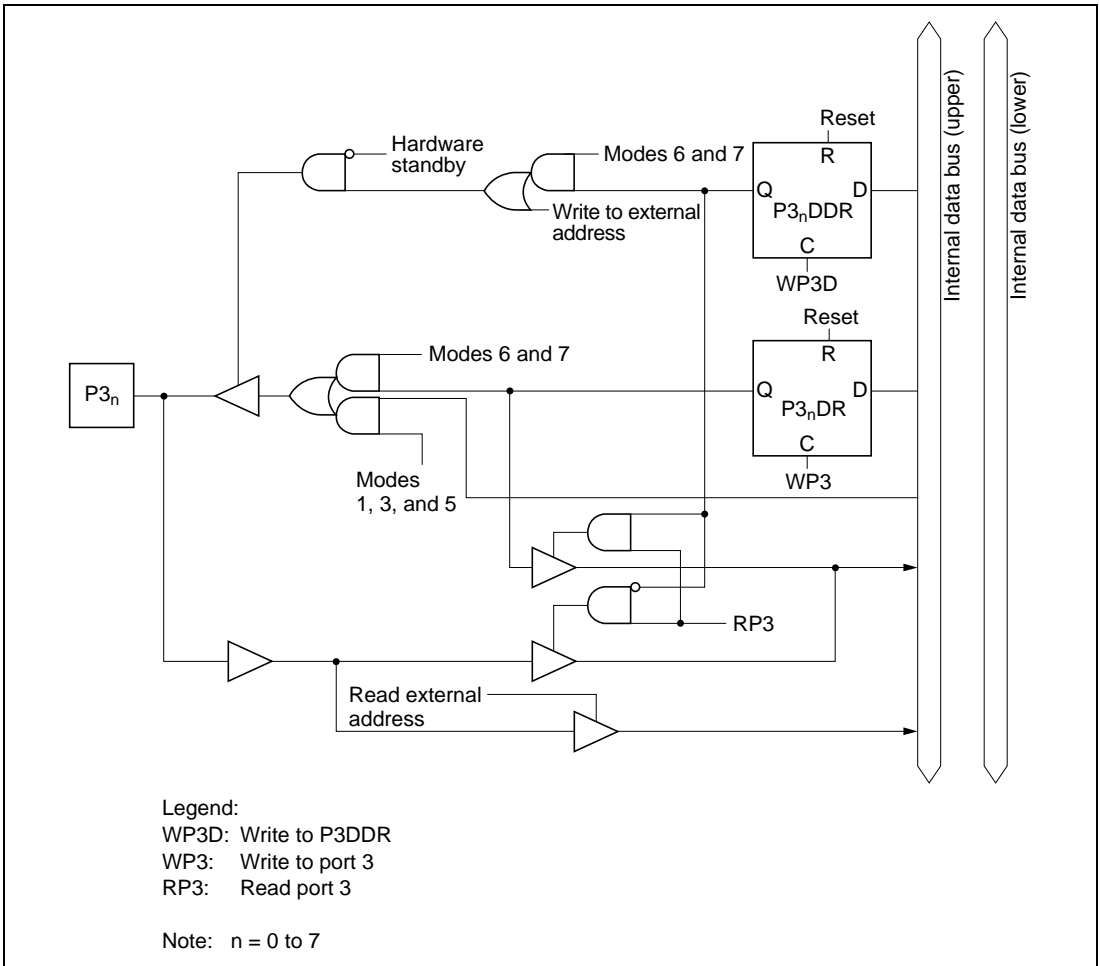 Reset
R
Hardware
standby
Modes 6 and 7
Q
D
P3nDDR
Write to external
address
C
WP3D
Internal data bus (upper)
Internal data bus (lower)
Reset
R
Modes 6 and 7
P3n
Q
D
P3nDR
C
WP3
Modes
1, 3, and 5
RP3
Read external
address
Legend:
WP3D: Write to P3DDR
WP3: Write to port 3
RP3: Read port 3
Note: n = 0 to 7